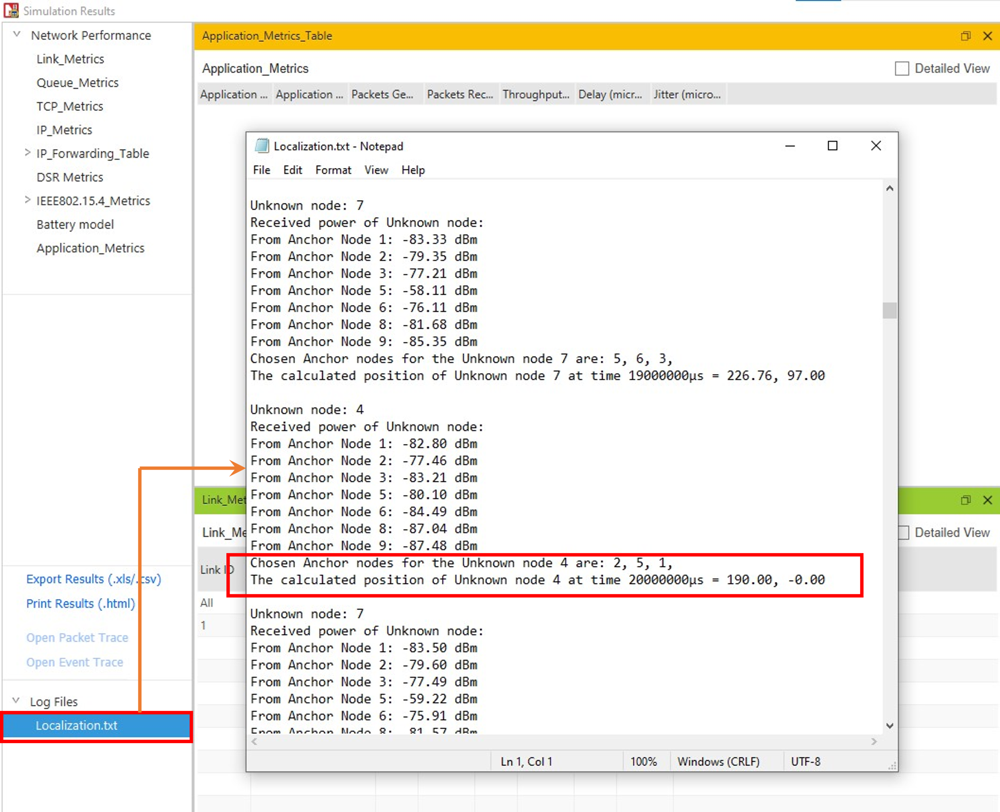 Simulation Results
Network Performance
Link_Metrics
Queue_Metrics
TCP_Metrics
IP_Metrics
IP_Forwarding_Table
DSR Metrics
IEEE802.15.4_Metrics
Battery model
Application_Metrics
Export Results (.xls/.csv)
Print Results (.html)
Open Packet Trace
Open Event Trace
Log Files
Localization.txt
Application_Metrics_Table
Application_Metrics
Detailed View
Application ... Application ... Packets Ge... Packets Rec... Throughput... Delay (micr... Jitter (micro...
Localization.txt - Notepad
File Edit Format View Help
Unknown node: 7
Received power of Unknown node:
From Anchor Node 1: -83.33 dBm
From Anchor Node 2: -79.35 dBm
From Anchor Node 3: -77.21 dBm
From Anchor Node 5: -58.11 dBm
From Anchor Node 6: -76.11 dBm
From Anchor Node 8: -81.68 dBm
From Anchor Node 9: -85.35 dBm
Chosen Anchor nodes for the Unknown node 7 are: 5, 6, 3,
The calculated position of Unknown node 7 at time 19000000µs = 226.76, 97.00
Unknown node: 4
Received power of Unknown node:
From Anchor Node 1: -82.80 dBm
From Anchor Node 2: -77.46 dBm
From Anchor Node 3: -83.21 dBm
From Anchor Node 5: -80.10 dBm
From Anchor Node 6: -84.49 dBm
From Anchor Node 8: -87.04 dBm
From Anchor Node 9: -87.48 dBm
Chosen Anchor nodes for the Unknown node 4 are: 2, 5, 1,
The calculated position of Unknown node 4 at time 20000000µs = 190.00, -0.00
Unknown node: 7
Received power of Unknown node:
From Anchor Node 1: -83.50 dBm
From Anchor Node 2: -79.60 dBm
From Anchor Node 3: -77.49 dBm
From Anchor Node 5: -59.22 dBm
From Anchor Node 6: -75.91 dBm
From Anchor Node 8: -81.57 dBm
Ln 1, Col 1 100% Windows (CRLF) UTF-8
Link_Met
Link_Me
Detailed View
Link ID
All
1